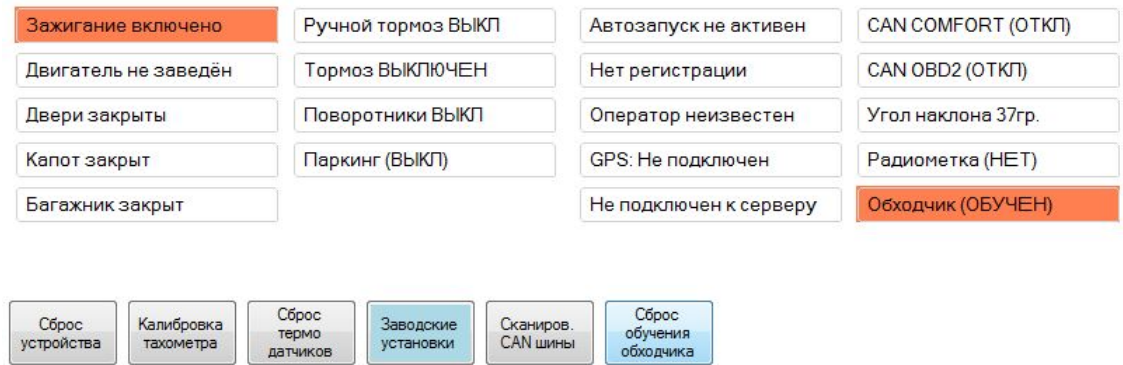 Зажигание включено
Ручной тормоз ВЫКЛ
Автозапуск не активен
CAN COMFORT (ОТКЛ)
Двигатель не заведён
Тормоз ВЫКЛЮЧЕН
Нет регистрации
CAN OBD2 (ОТКЛ)
Двери закрыты
Поворотники ВЫКЛ
Оператор неизвестен
Угол наклона 37гр.
Капот закрыт
Паркинг (ВЫКЛ)
GPS: Не подключен
Радиометка (НЕТ)
Багажник закрыт
Не подключен к серверу
Обходчик (ОБУЧЕН)
Сброс
устройства
Калибровка
тахометра
Сброс
термо
датчиков
Заводские
установки
Сканиров.
CAN шины
Сброс
обучения
обходчика